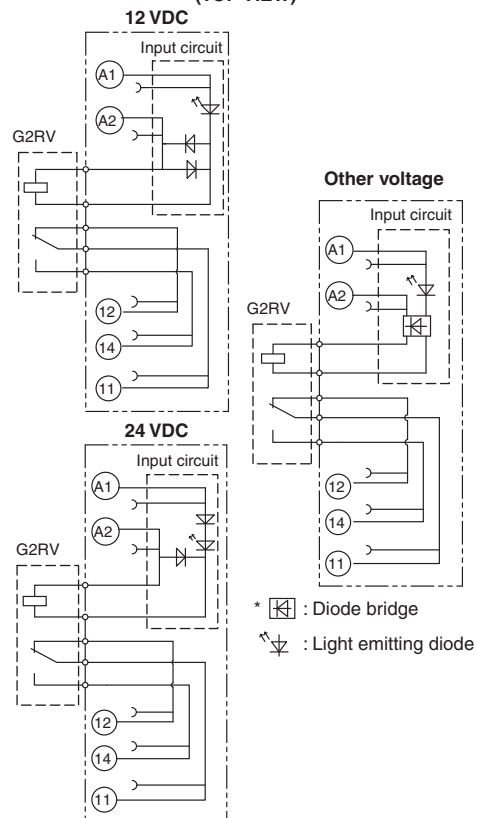 12 VDC
Input circuit
A1
A2
G2RV
12
14
11
Other voltage
Input circuit
A1
A2
G2RV
12
14
11
24 VDC
Input circuit
A1
A2
G2RV
12
14
11
* : Diode bridge
: Light emitting diode